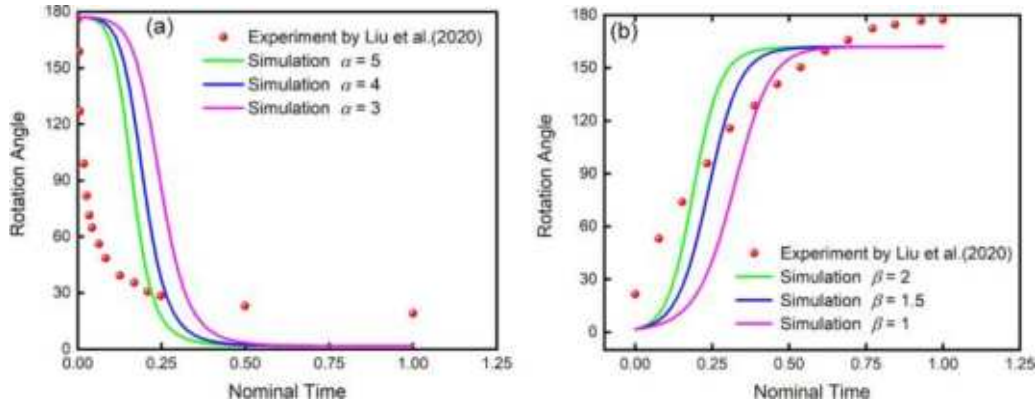 (a)
Experiment by Liu et al.(2020)
Simulation α = 5
Simulation α = 4
Simulation α = 3
Rotation Angle
180
150
120
90
60
30
0
0.00 0.25 0.50 0.75 1.00 1.25
Nominal Time
(b)
Experiment by Liu et al.(2020)
Simulation β = 2
Simulation β = 1.5
Simulation β = 1
Rotation Angle
180
150
120
90
60
30
0
0.00 0.25 0.50 0.75 1.00 1.25
Nominal Time